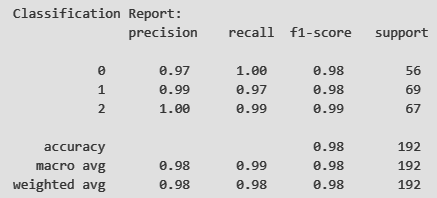 Classification Report:
precision recall f1-score support
0 0.97 1.00 0.98 56
1 0.99 0.97 0.98 69
2 1.00 0.99 0.99 67
accuracy 0.98 192
macro avg 0.98 0.99 0.98 192
weighted avg 0.98 0.98 0.98 192